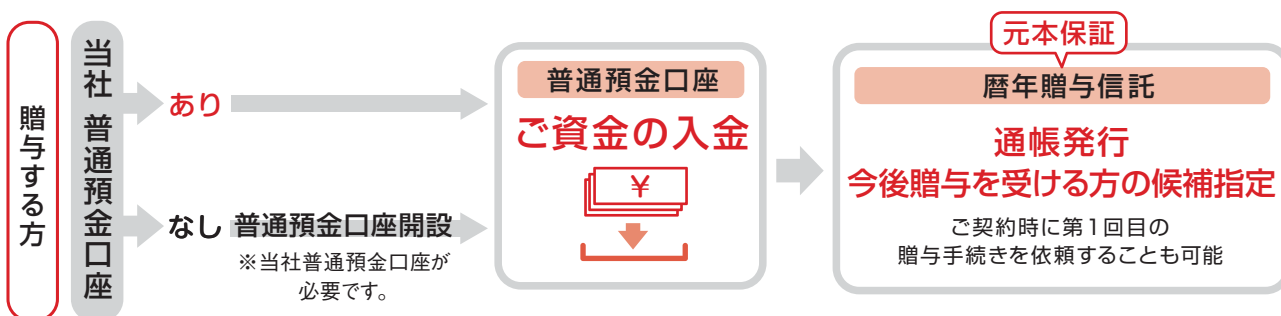 贈与する方
当社 普通預金口座
あり
なし 普通預金口座開設
※当社普通預金口座が
必要です。
普通預金口座
ご資金の入金
¥
元本保証
暦年贈与信託
通帳発行
今後贈与を受ける方の候補指定
ご契約時に第1回目の
贈与手続きを依頼することも可能